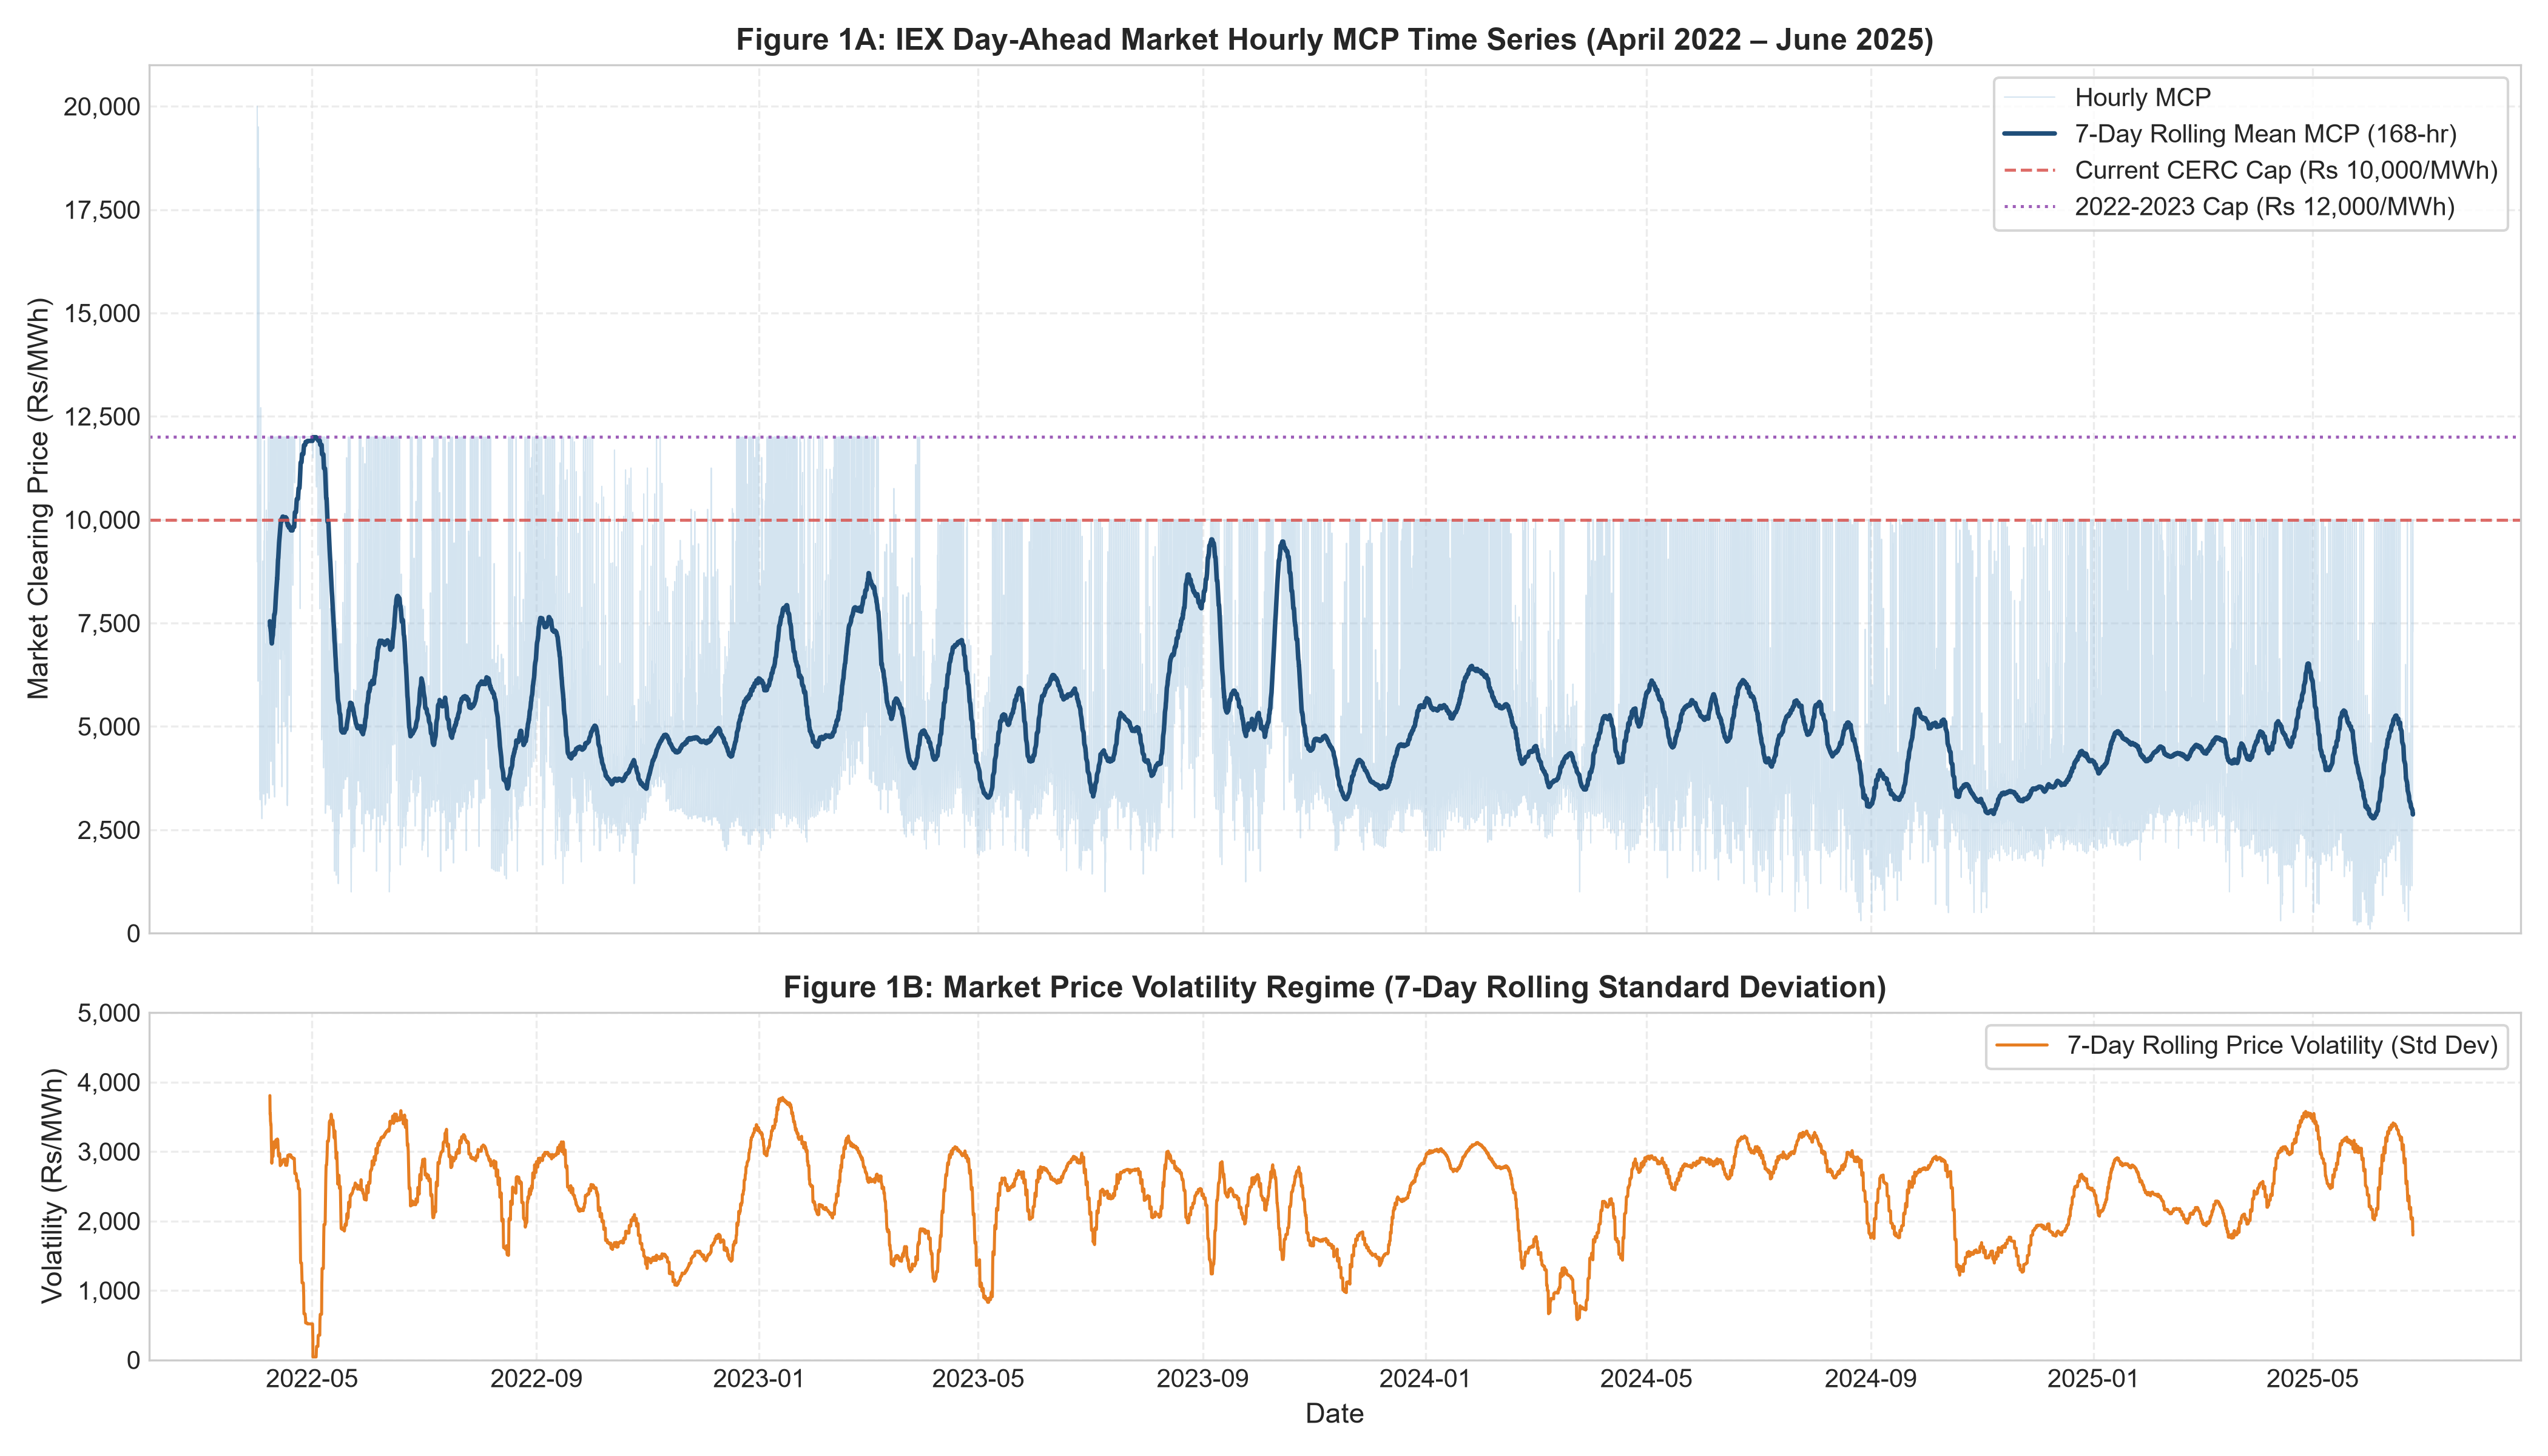 Figure 1A: IEX Day-Ahead Market Hourly MCP Time Series (April 2022 – June 2025)
Market Clearing Price (Rs/MWh)
20,000
17,500
15,000
12,500
10,000
7,500
5,000
2,500
0
Hourly MCP
7-Day Rolling Mean MCP (168-hr)
Current CERC Cap (Rs 10,000/MWh)
2022-2023 Cap (Rs 12,000/MWh)
Figure 1B: Market Price Volatility Regime (7-Day Rolling Standard Deviation)
Volatility (Rs/MWh)
5,000
4,000
3,000
2,000
1,000
0
7-Day Rolling Price Volatility (Std Dev)
2022-05 2022-09 2023-01 2023-05 2023-09 2024-01 2024-05 2024-09 2025-01 2025-05
Date